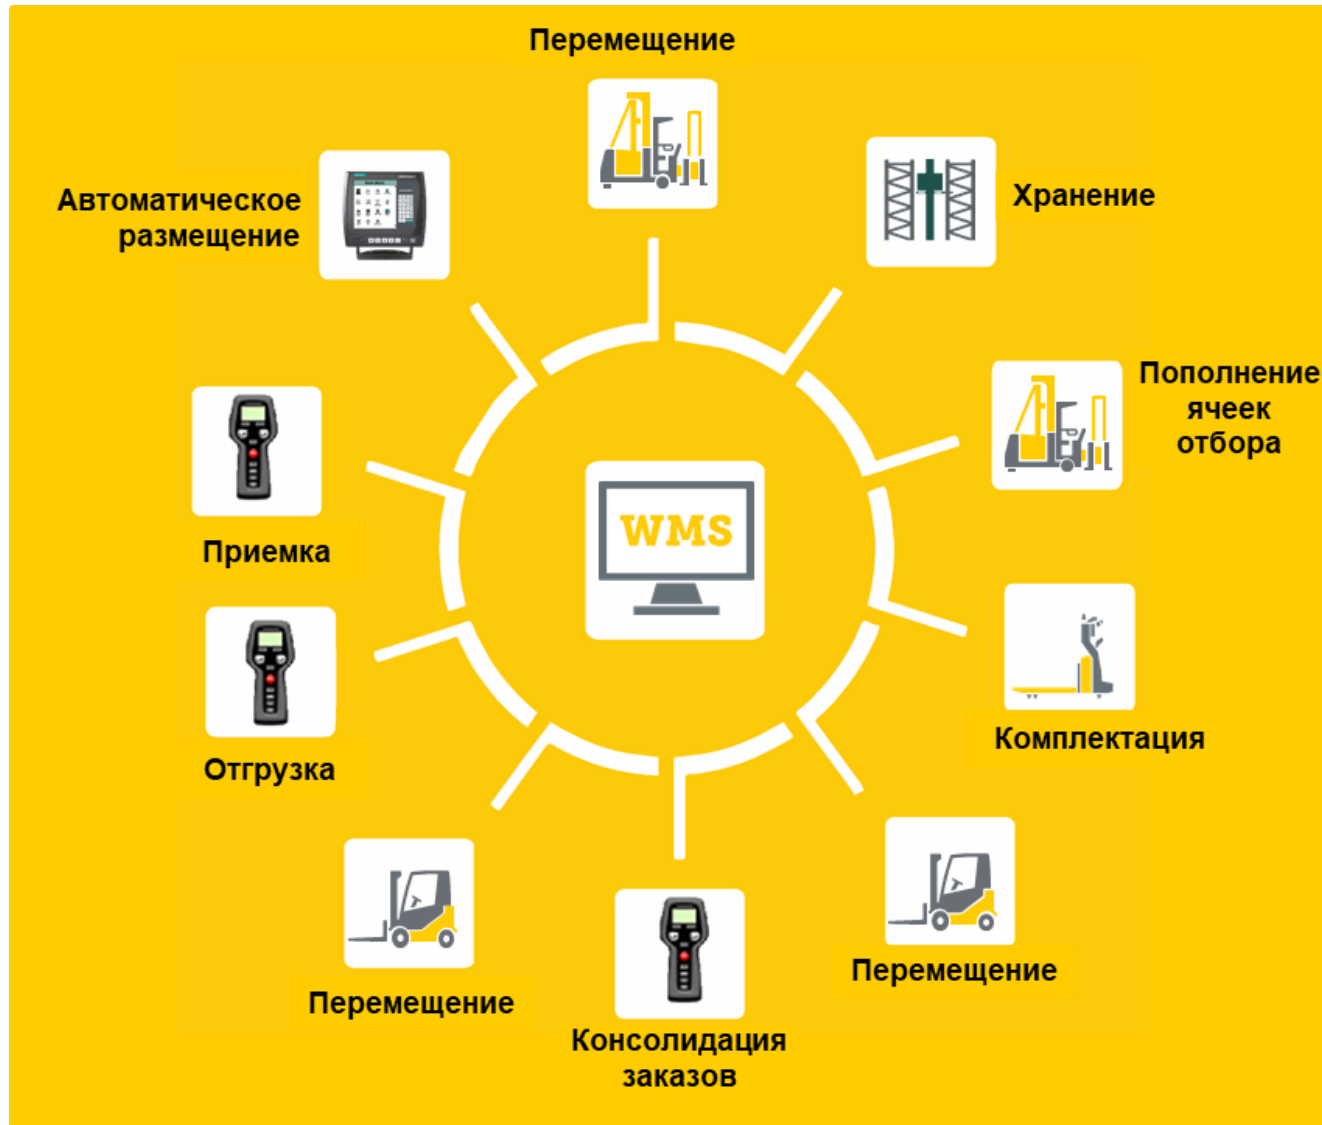 Перемещение
Автоматическое
размещение
Хранение
Пополнение
ячеек
отбора
Приемка
WMS
Комплектация
Отгрузка
Перемещение
Перемещение
Консолидация
заказов